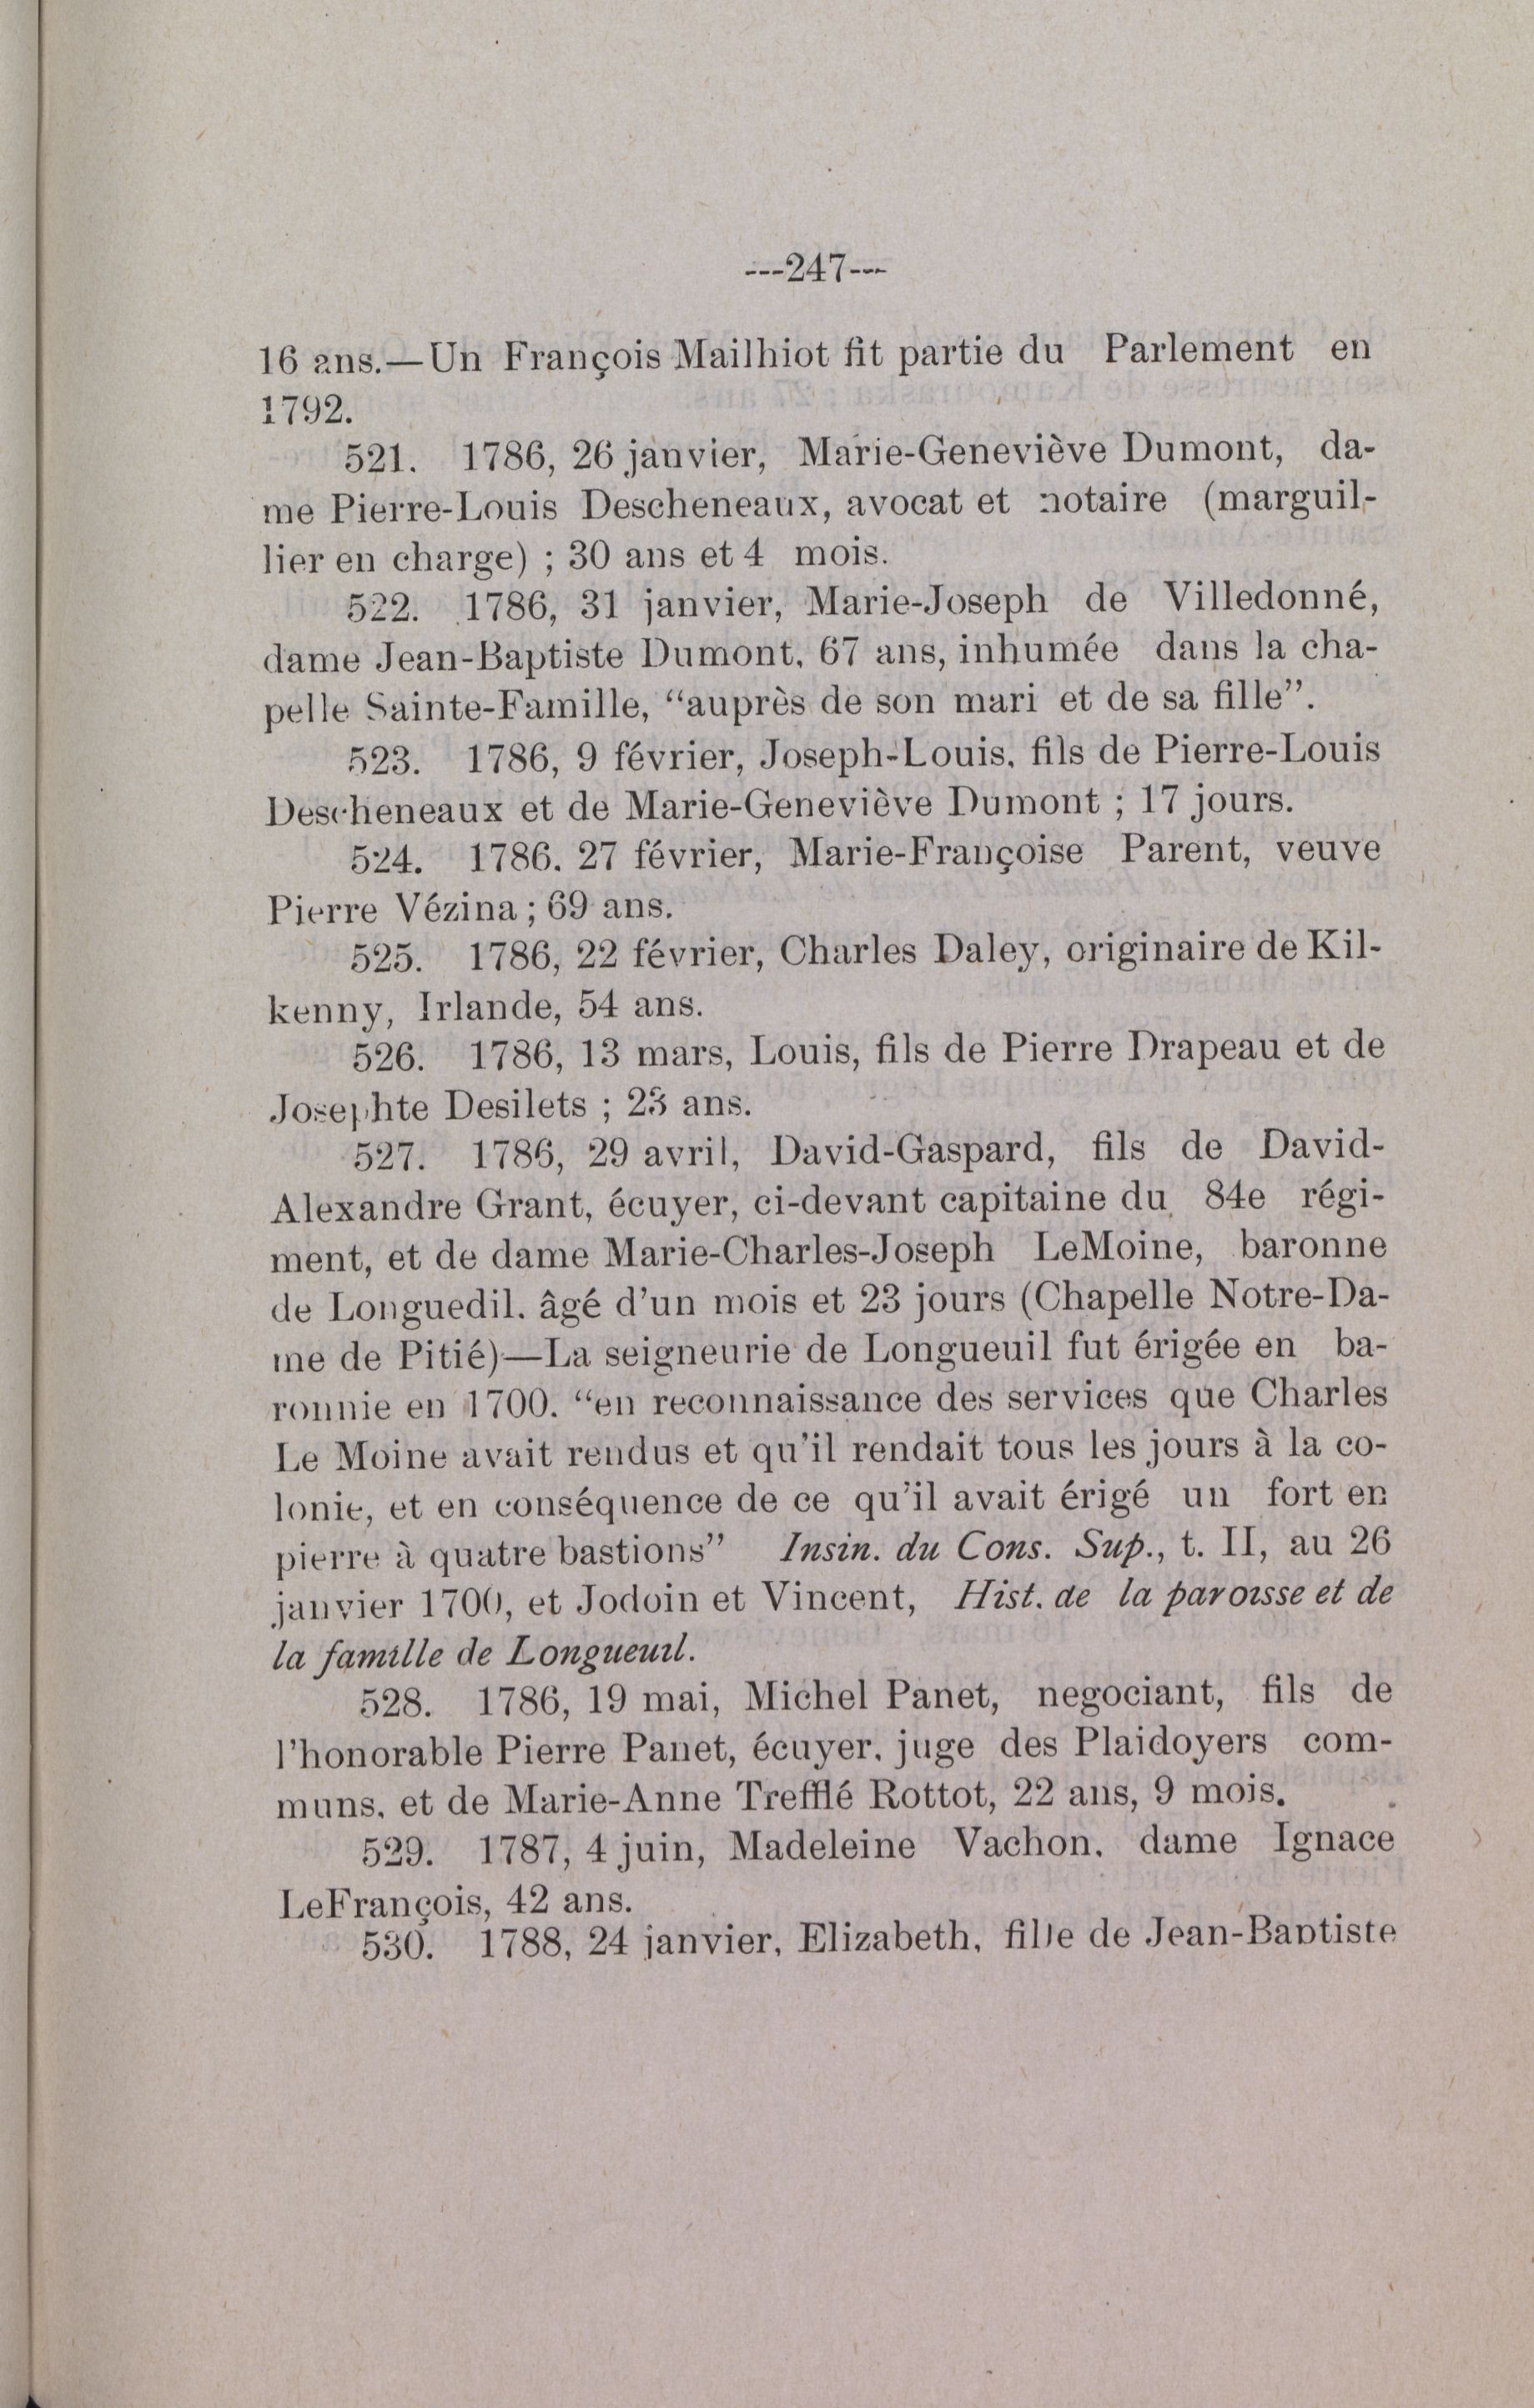 ---247---
16 ans.—Un François Mailhiot fit partie du Parlement en
1792.
521. 1786, 26 janvier, Marie-Geneviève Dumont, da-
me Pierre-Louis Descheneaux, avocat et notaire (marguil-
lier en charge) ; 30 ans et 4 mois.
522. 1786, 31 janvier, Marie-Joseph de Villedonné,
dame Jean-Baptiste Dumont, 67 ans, inhumée dans la cha-
pelle Sainte-Famille, “auprès de son mari et de sa fille”.
523. 1786, 9 février, Joseph-Louis, fils de Pierre-Louis
Descheneaux et de Marie-Geneviève Dumont ; 17 jours.
524. 1786. 27 février, Marie-Françoise Parent, veuve
Pierre Vézina ; 69 ans.
525. 1786, 22 février, Charles Daley, originaire de Kil-
kenny, Irlande, 54 ans.
526. 1786, 13 mars, Louis, fils de Pierre Drapeau et de
Josephte Desilets ; 23 ans.
527. 1786, 29 avril, David-Gaspard, fils de David-
Alexandre Grant, écuyer, ci-devant capitaine du 84e régi-
ment, et de dame Marie-Charles-Joseph LeMoine, baronne
de Longuedil. âgé d’un mois et 23 jours (Chapelle Notre-Da-
me de Pitié)—La seigneurie de Longueuil fut érigée en ba-
ronnie en 1700. “en reconnaissance des services que Charles
Le Moine avait rendus et qu’il rendait tous les jours à la co-
lonie, et en conséquence de ce qu’il avait érigé un fort en
pierre à quatre bastions” Insin. du Cons. Sup., t. II, au 26
janvier 1700, et Jodoin et Vincent, Hist. de la paroisse et de
la famille de Longueuil.
528. 1786, 19 mai, Michel Panet, negociant, fils de
l’honorable Pierre Panet, écuyer, juge des Plaidoyers com-
muns, et de Marie-Anne Trefflé Rottot, 22 ans, 9 mois.
529. 1787, 4 juin, Madeleine Vachon, dame Ignace
LeFrançois, 42 ans.
530. 1788, 24 janvier, Elizabeth, fille de Jean-Baptiste